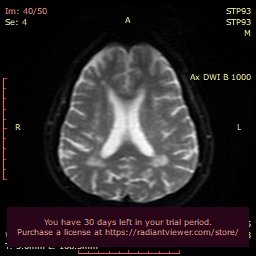 Im: 40/50
Se: 4
A
STP93
STP93
M
Ax DWI B 1000
R
L
You have 30 days left in your trial period.
Purchase a license at https://radiantviewer.com/store/